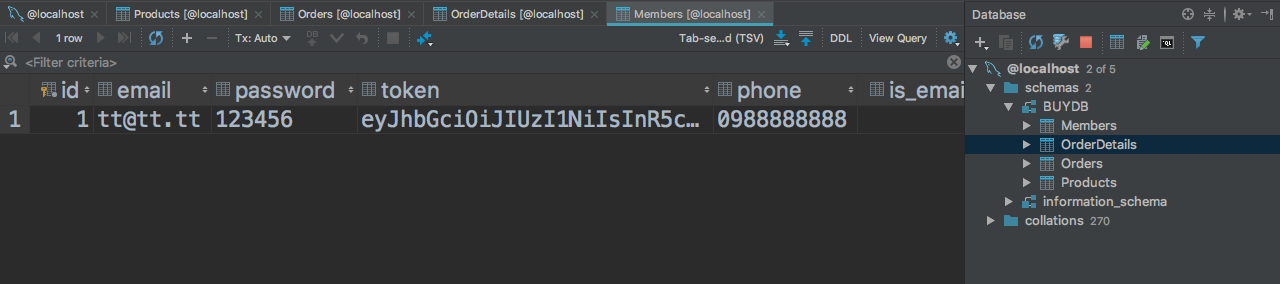 @localhost Products [@localhost] Orders [@localhost] OrderDetails [@localhost] Members [@localhost]
1 row Tx: Auto DB Tab-se...d (TSV) DDL View Query
<Filter criteria>
id email password token phone is_emai
1 1 tt@tt.tt 123456 eyJhbGciOiJIUzI1NiIsInR5c... 0988888888
Database
@localhost 2 of 5
schemas 2
BUYDB
Members
OrderDetails
Orders
Products
information_schema
collations 270